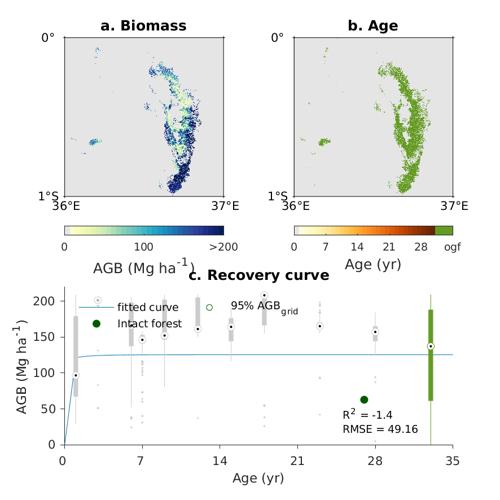 a. Biomass
b. Age
0°
0°
1°S
1°S
36°E
37°E
36°E
37°E
0
100
>200
0
7
14
21
28
ogf
AGB (Mg ha-1)
Age (yr)
c. Recovery curve
200
150
100
50
0
AGB (Mg ha-1)
fitted curve
95% AGBgrid
Intact forest
R2 = -1.4
RMSE = 49.16
0
7
14
21
28
35
Age (yr)